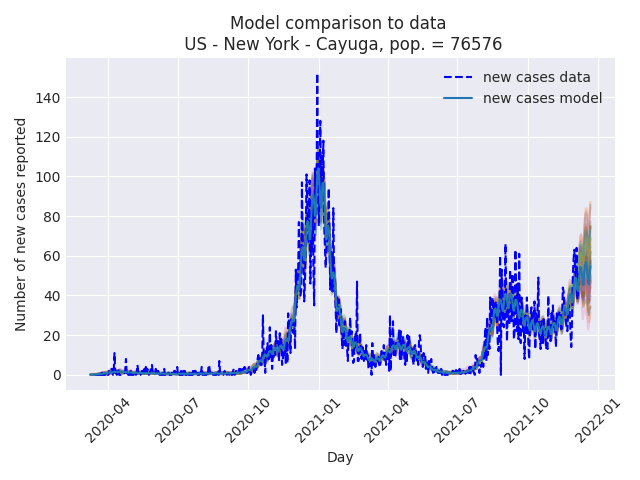 Model comparison to data
US - New York - Cayuga, pop. = 76576
new cases data
new cases model
Number of new cases reported
140
120
100
80
60
40
20
0
2020-04
2020-07
2020-10
2021-01
2021-04
2021-07
2021-10
2022-01
Day